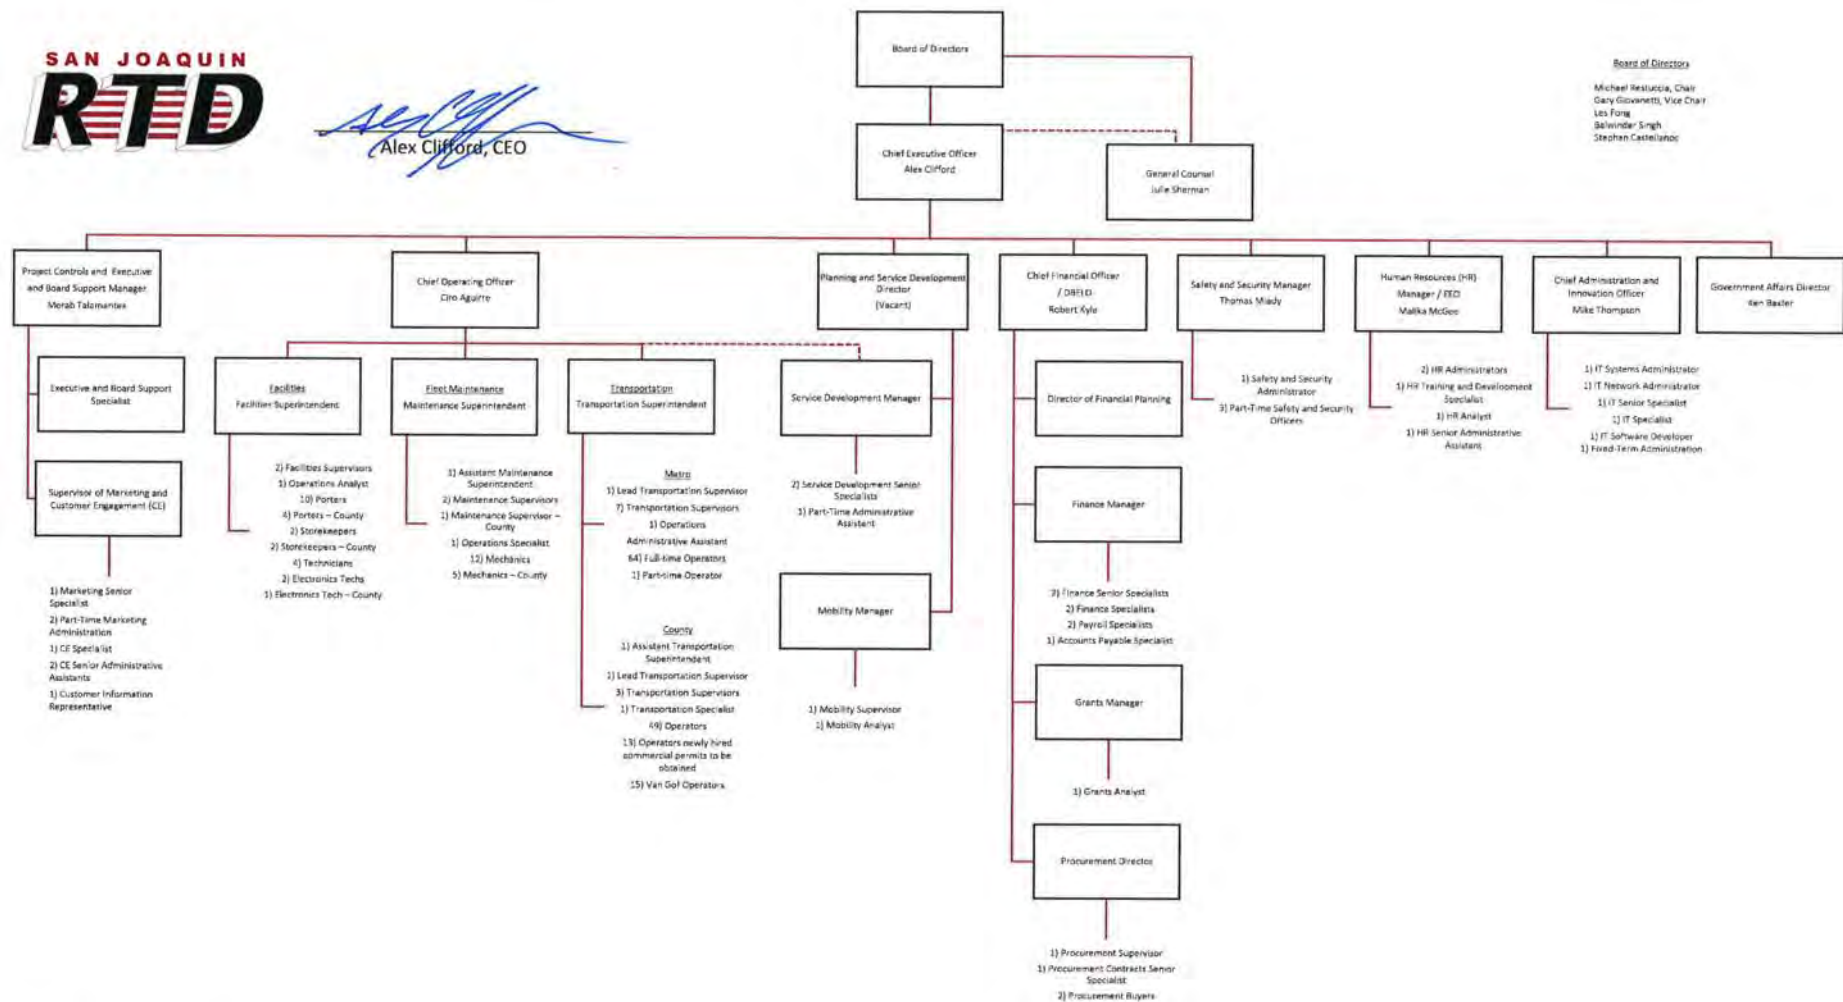 SAN JOAQUIN
RTD
Alex Clifford, CEO
Board of Directors
Board of Directors
Michael Restuccia, Chair
Gary Giovanetti, Vice Chair
Les Fong
Balwinder Singh
Stephen Castellanos
Chief Executive Officer
Alex Clifford
General Counsel
Julie Sherman
Project Controls and Executive
and Board Support Manager
Merab Talamantes
Chief Operating Officer
Ciro Aguirre
Planning and Service Development
Director
(Vacant)
Chief Financial Officer
/ DBELO
Robert Kyle
Safety and Security Manager
Thomas
Human Resources (HR)
Manager / EEO
Malika McGee
Chief Administration and
Innovation Officer
Mike Thompson
Government Affairs Director
Ken Baxter
Executive and Board Support
Specialist
Supervisor of Marketing and
Customer Engagement (CE)
1) Marketing Senior
Specialist
2) Part-Time Marketing
Administration
1) CE Specialist
2) CE Senior Administrative
Assistants
1) Customer Information
Representative
Facilities
Facilities Superintendent
2) Facilities Supervisors
1) Operations Analyst
10) Porters
4) Porters – County
2) Storekeepers
2) Storekeepers – County
4) Technicians
2) Electronics Techs
1) Electronics Tech – County
Fleet Maintenance
Maintenance Superintendent
1) Assistant Maintenance
Superintendent
2) Maintenance Supervisors
1) Maintenance Supervisor –
County
1) Operations Specialist
12) Mechanics
5) Mechanics – County
Transportation
Transportation Superintendent
Metro
1) Lead Transportation Supervisor
7) Transportation Supervisors
1) Operations
Administrative Assistant
64) Full-time Operators
1) Part-time Operator
County
1) Assistant Transportation
Superintendent
1) Lead Transportation Supervisor
3) Transportation Supervisors
1) Transportation Specialist
49) Operators
13) Operators newly hired
commercial permits to be
obtained
15) Van Go! Operators
Service Development Manager
2) Service Development Senior
Specialists
1) Part-Time Administrative
Assistant
Mobility Manager
1) Mobility Supervisor
1) Mobility Analyst
Director of Financial Planning
Finance Manager
Finance Senior Specialists
2) Finance Specialists
2) Payroll Specialists
1) Accounts Payable Specialist
Grants Manager
1) Grants Analyst
Procurement Director
1) Procurement Supervisor
1) Procurement Contracts Senior
Specialist
2) Procurement Buyers
1) Safety and Security
Administrator
3) Part-Time Safety and Security
Officers
2) HR Administrators
1) HR Training and Development
Specialist
1) HR Analyst
1) HR Senior Administrative
Assistant
1) IT Systems Administrator
1) IT Network Administrator
1) IT Senior Specialist
1) IT Specialist
1) IT Software Developer
1) Fixed-Term Administration